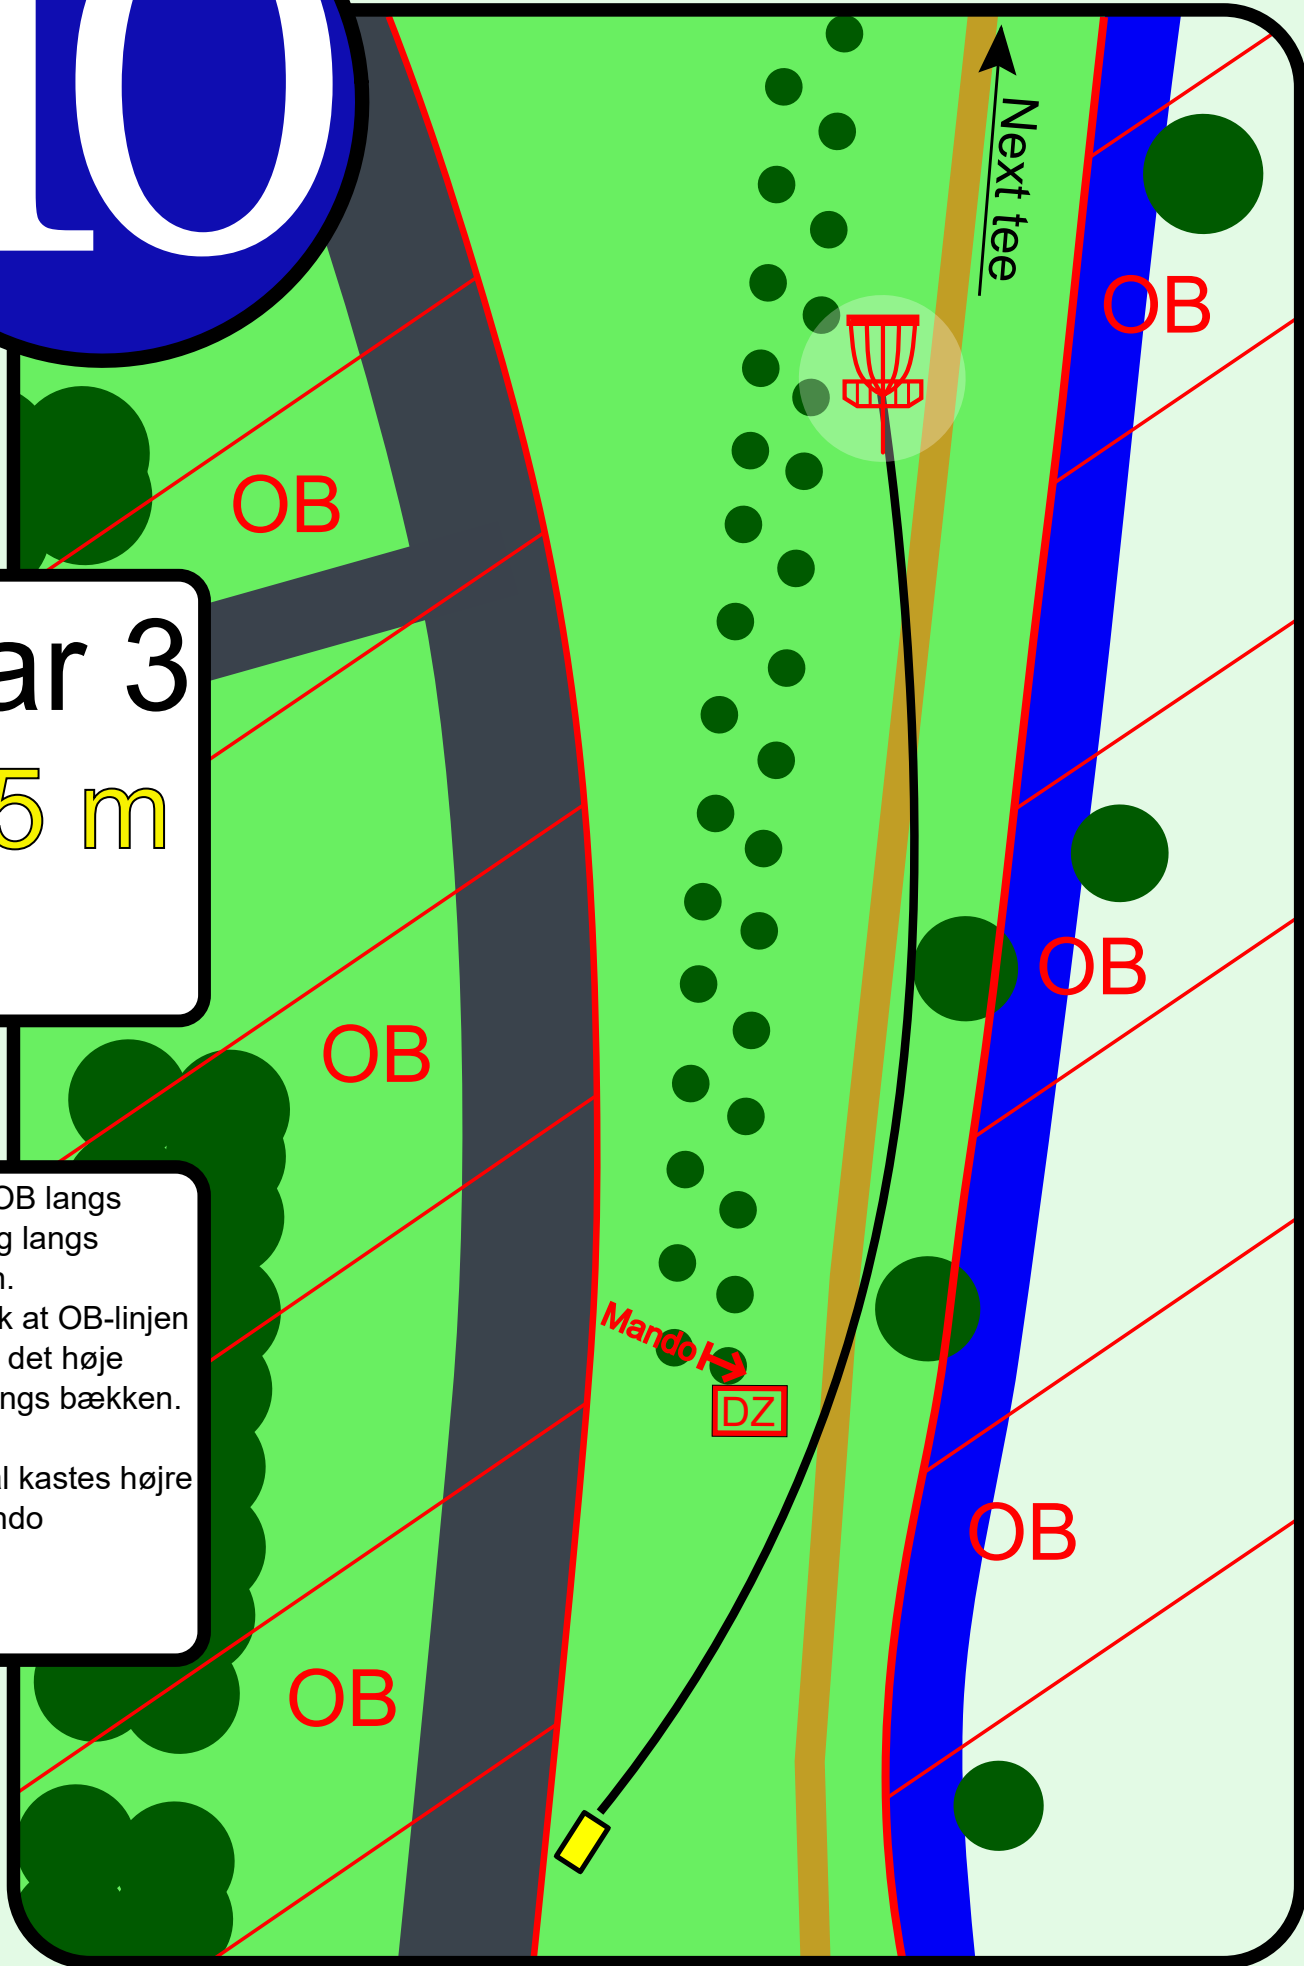 10
Next tee
OB
OB
ar 3
5 m
OB
OB
OB langs
g langs
n.
k at OB-linjen
det høje
ngs bækken.
Mando
DZ
al kastes højre
ndo
OB
OB